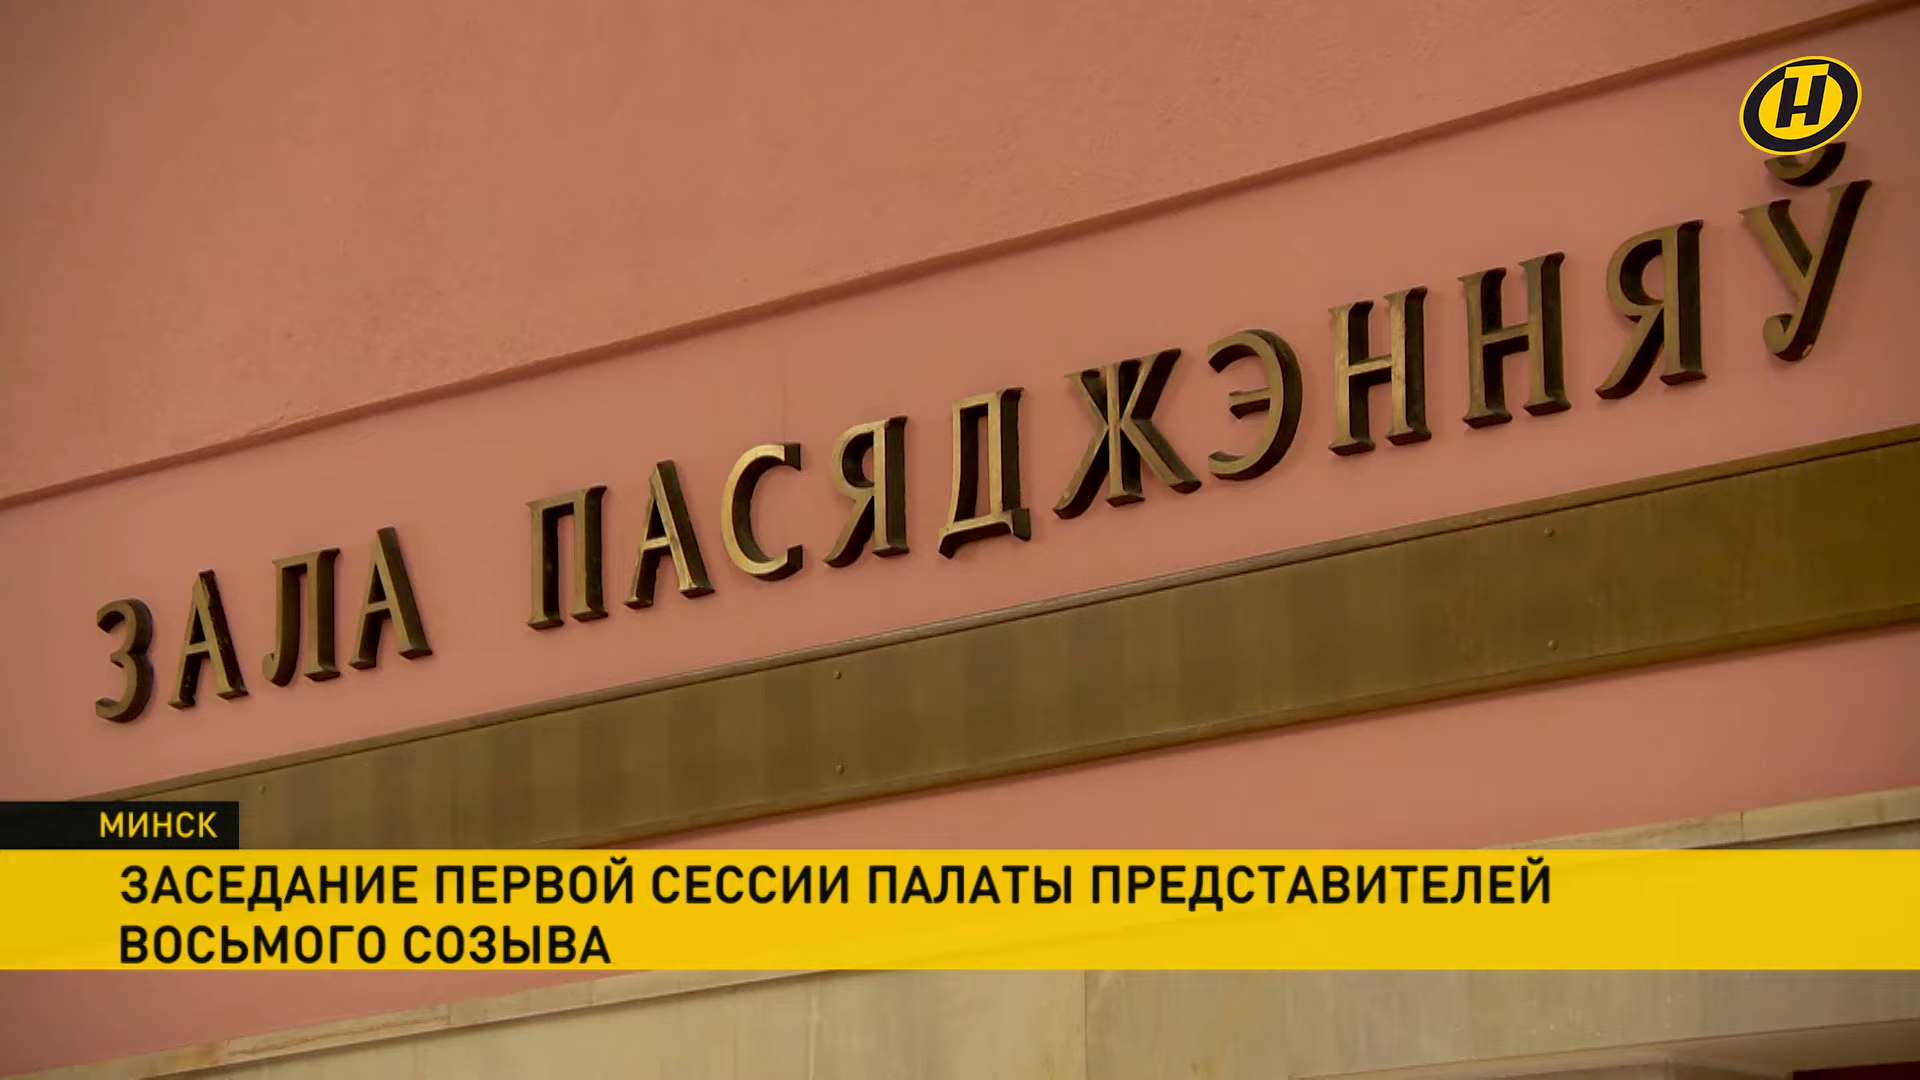 ЗАЛА ПАСЯДЖЭННЯЎ
МИНСК
ЗАСЕДАНИЕ ПЕРВОЙ СЕССИИ ПАЛАТЫ ПРЕДСТАВИТЕЛЕЙ
ВОСЬМОГО СОЗЫВА